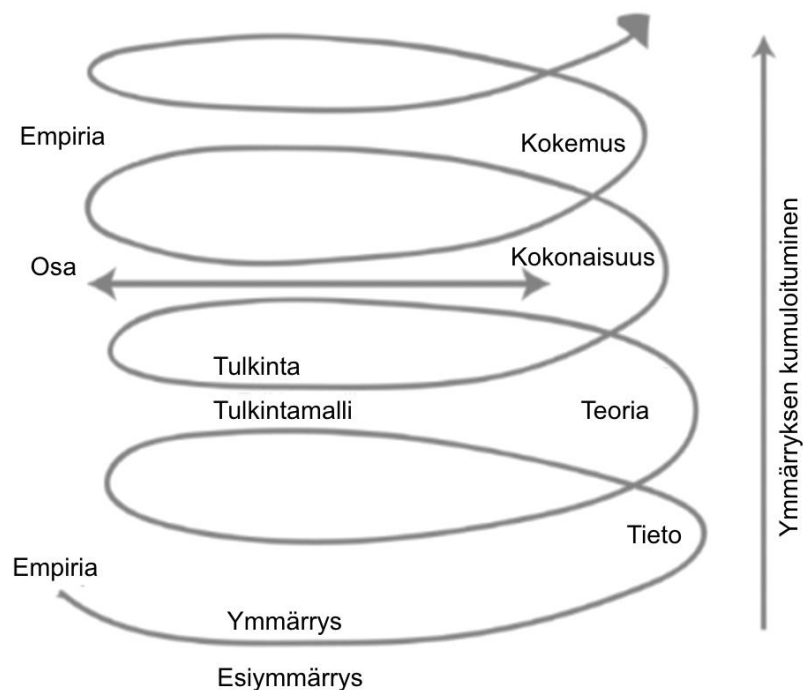 Empiria
Kokemus
Kokonaisuus
Osa
Tulkinta
Tulkintamalli
Teoria
Tieto
Empiria
Ymmärrys
Esiymmärrys
Ymmärryksen kumuloituminen